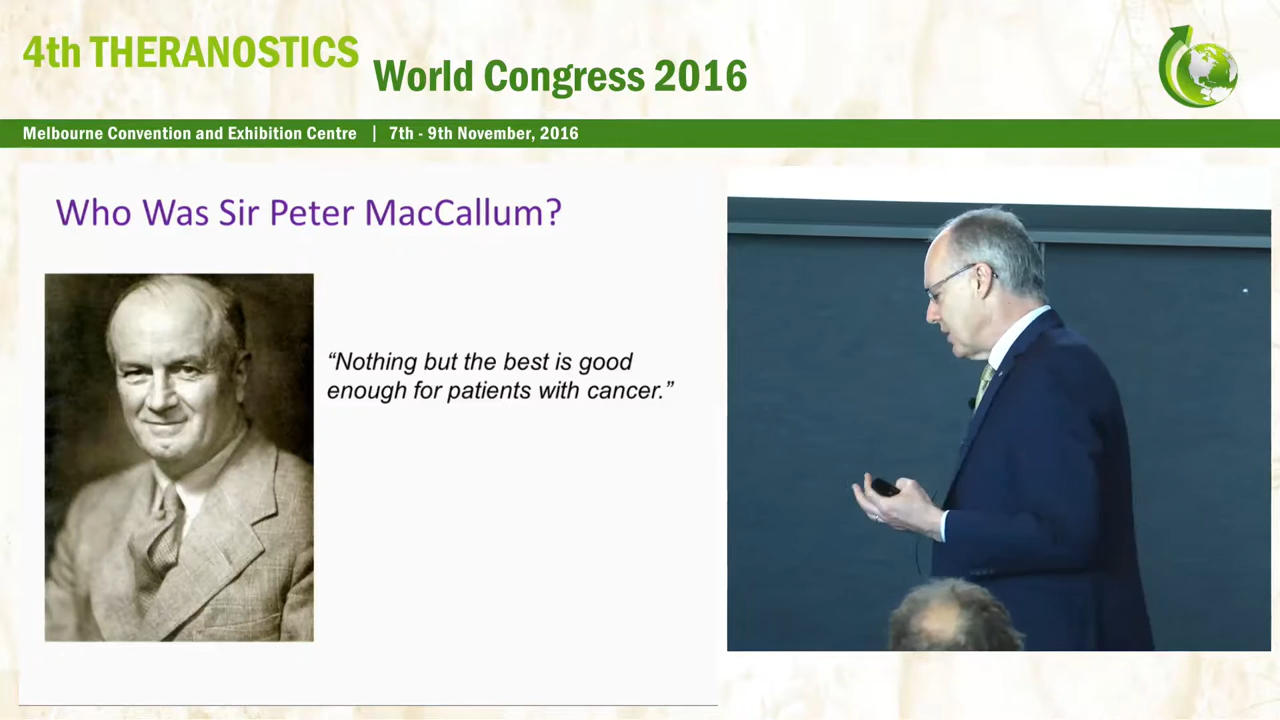 4th THERANOSTICS
World Congress 2016
Melbourne Convention and Exhibition Centre | 7th - 9th November, 2016
Who Was Sir Peter MacCallum?
“Nothing but the best is good
enough for patients with cancer.”